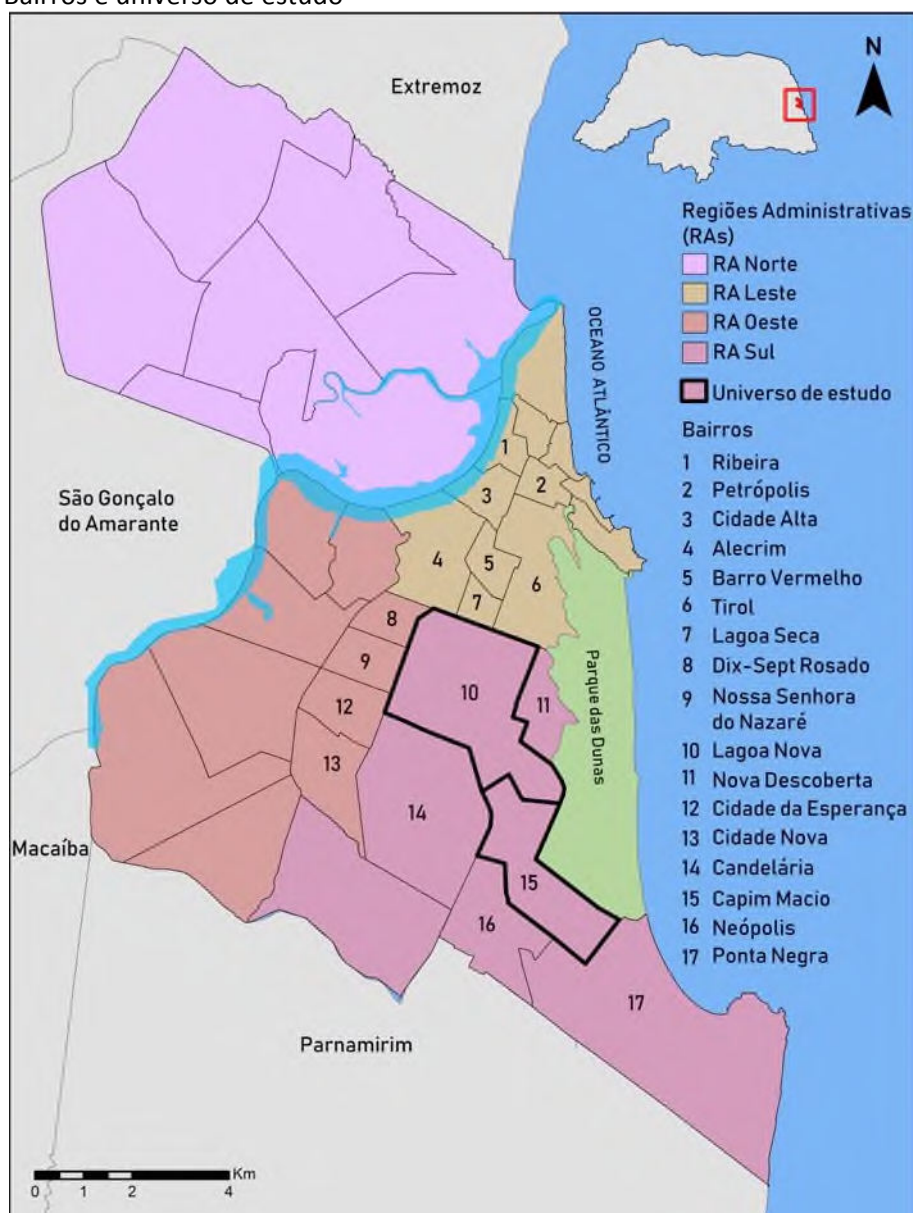 Bairros e universo de estudo
Extremoz
N
Regiões Administrativas
(RAs)
RA Norte
RA Leste
RA Oeste
RA Sul
Universo de estudo
OCEANO ATLÂNTICO
Bairros
1 Ribeira
2 Petrópolis
3 Cidade Alta
4 Alecrim
5 Barro Vermelho
6 Tirol
7 Lagoa Seca
8 Dix-Sept Rosado
9 Nossa Senhora
do Nazaré
10 Lagoa Nova
11 Nova Descoberta
12 Cidade da Esperança
13 Cidade Nova
14 Candelária
15 Capim Macio
16 Neópolis
17 Ponta Negra
São Gonçalo
do Amarante
1
2
3
4
5
6
7
8
9
10
11
12
13
14
15
16
17
Parque das Dunas
Macaíba
Parnamirim
Km
0 1 2 4